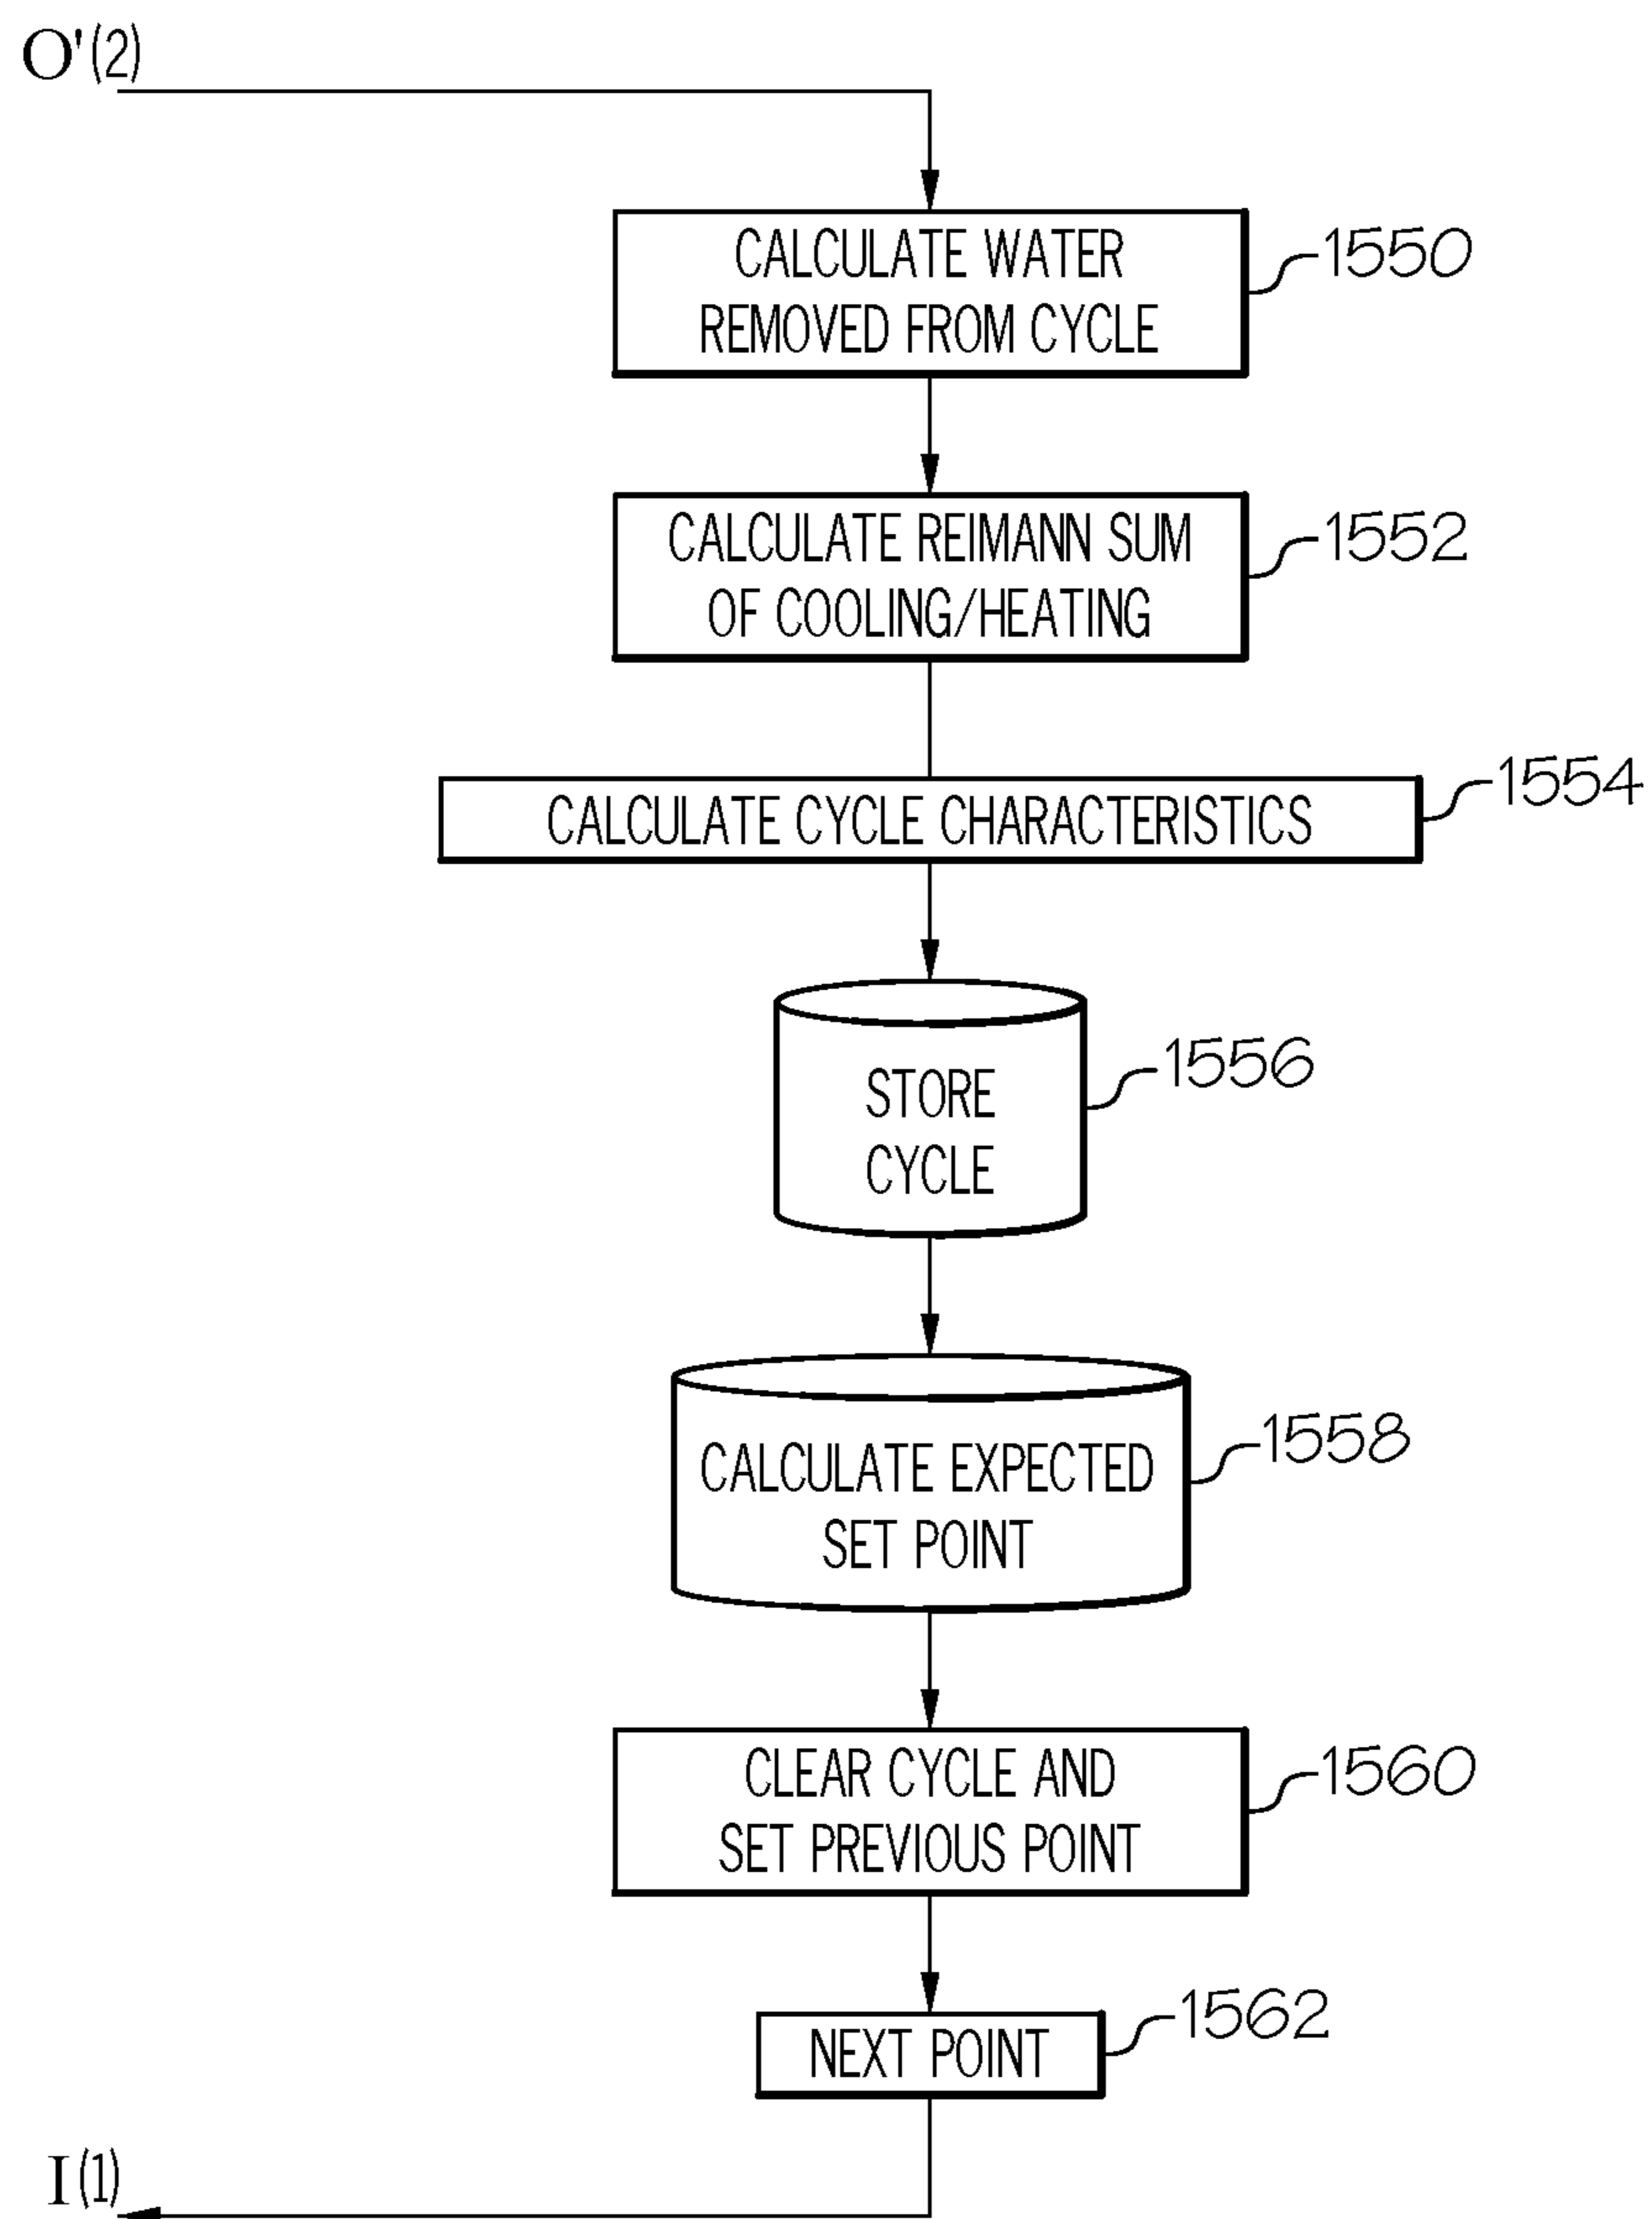 O'(2)
CALCULATE WATER
REMOVED FROM CYCLE
1550
CALCULATE REIMANN SUM
OF COOLING/HEATING
1552
CALCULATE CYCLE CHARACTERISTICS
1554
STORE
CYCLE
1556
CALCULATE EXPECTED
SET POINT
1558
CLEAR CYCLE AND
SET PREVIOUS POINT
1560
NEXT POINT
1562
I(1)